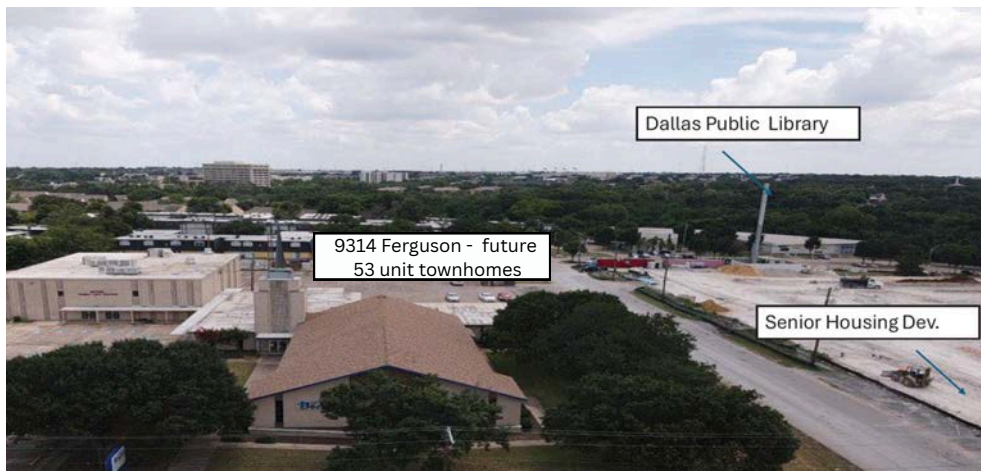 Dallas Public Library
9314 Ferguson - future
53 unit townhomes
Senior Housing Dev.